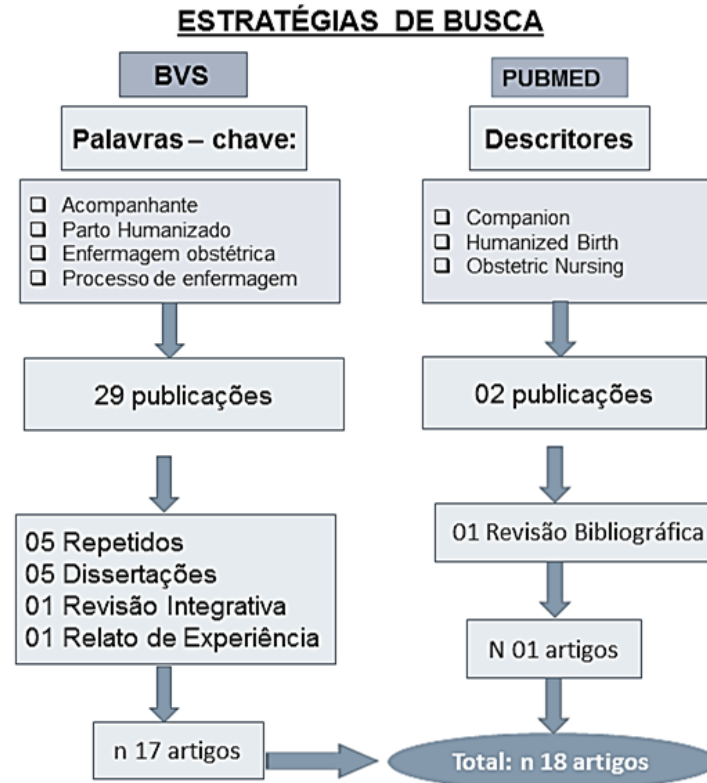 ESTRATÉGIAS DE BUSCA
BVS
Palavras – chave:
Acompanhante
Parto Humanizado
Enfermagem obstétrica
Processo de enfermagem
29 publicações
05 Repetidos
05 Dissertações
01 Revisão Integrativa
01 Relato de Experiência
n 17 artigos
PUBMED
Descritores
Companion
Humanized Birth
Obstetric Nursing
02 publicações
01 Revisão Bibliográfica
N 01 artigos
Total: n 18 artigos